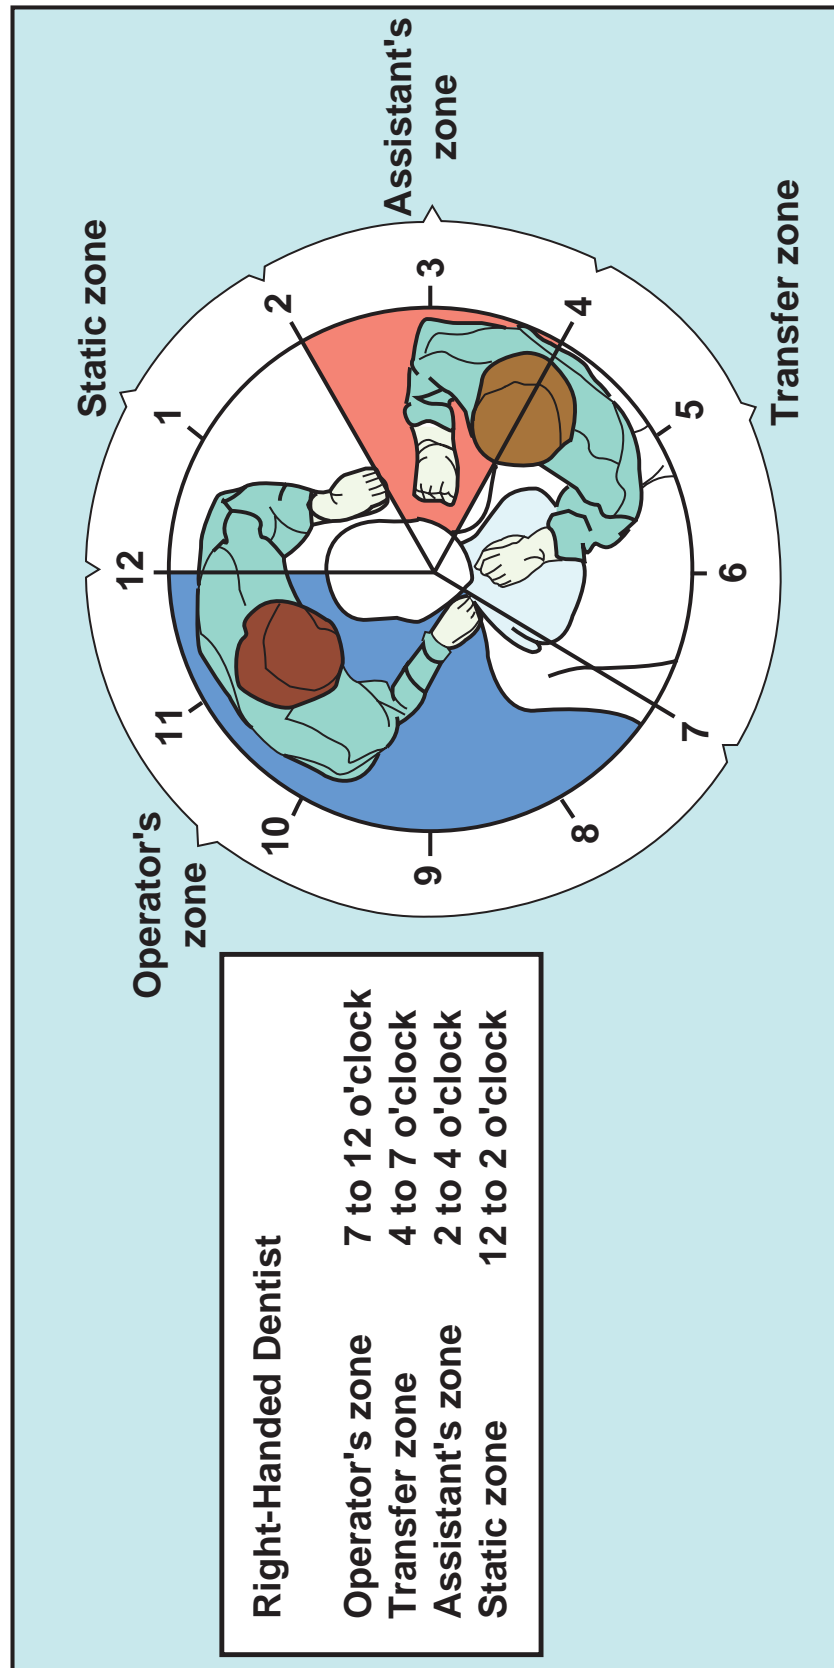 Right-Handed Dentist
Operator's zone 7 to 12 o'clock
Transfer zone 4 to 7 o'clock
Assistant's zone 2 to 4 o'clock
Static zone 12 to 2 o'clock
Operator's
zone
Static zone
Assistant's
zone
Transfer zone
12
1
2
3
4
5
6
7
8
9
10
11